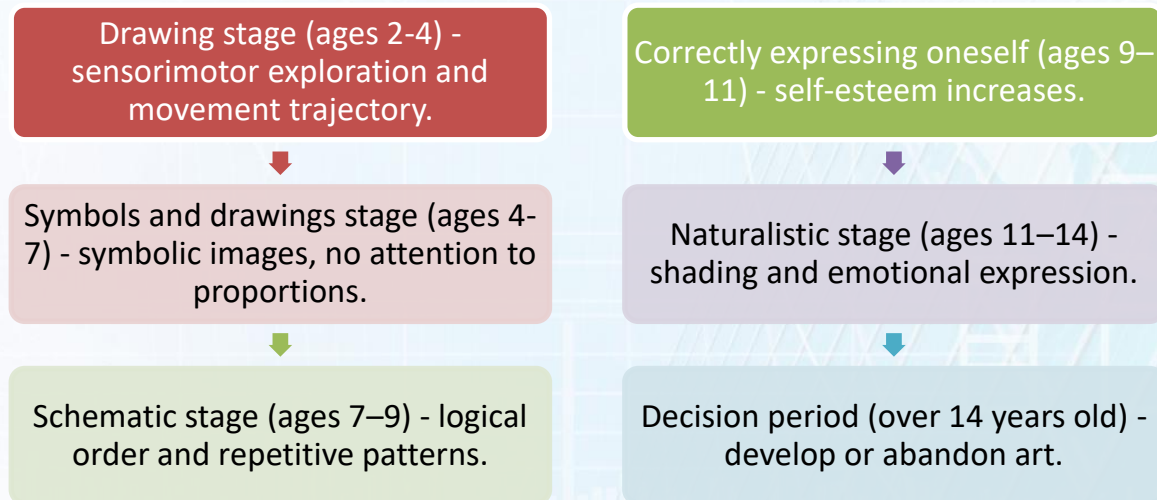 Drawing stage (ages 2-4) -
sensorimotor exploration and
movement trajectory.
Symbols and drawings stage (ages 4-
7) - symbolic images, no attention to
proportions.
Schematic stage (ages 7–9) - logical
order and repetitive patterns.
Correctly expressing oneself (ages 9–
11) - self-esteem increases.
Naturalistic stage (ages 11–14) -
shading and emotional expression.
Decision period (over 14 years old) -
develop or abandon art.